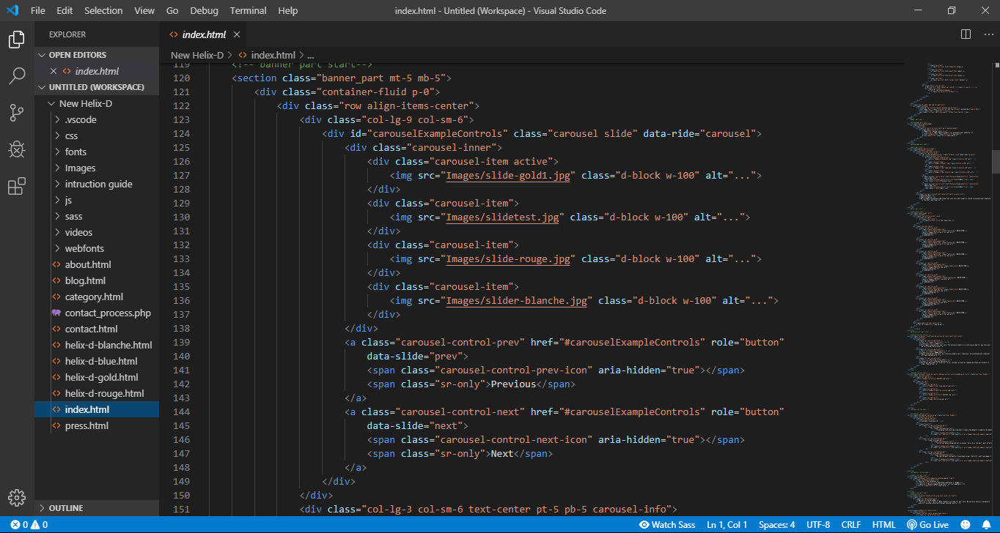 File Edit Selection View Go Debug Terminal Help index.html - Untitled (Workspace) - Visual Studio Code
EXPLORER
OPEN EDITORS
index.html
UNTITLED (WORKSPACE)
New Helix-D
.vscode
css
fonts
Images
intruction guide
js
sass
videos
webfonts
about.html
blog.html
category.html
contact_process.php
contact.html
helix-d-blanche.html
helix-d-blue.html
helix-d-gold.html
helix-d-rouge.html
index.html
press.html
OUTLINE
index.html
New Helix-D > index.html > ...
119 <!-- banner part start-->
120 <section class="banner_part mt-5 mb-5">
121 <div class="container-fluid p-0">
122 <div class="row align-items-center">
123 <div class="col-lg-9 col-sm-6">
124 <div id="carouselExampleControls" class="carousel slide" data-ride="carousel">
125 <div class="carousel-inner">
126 <div class="carousel-item active">
127 <img src="Images/slide-gold1.jpg" class="d-block w-100" alt="...">
128 </div>
129 <div class="carousel-item">
130 <img src="Images/slidetest.jpg" class="d-block w-100" alt="...">
131 </div>
132 <div class="carousel-item">
133 <img src="Images/slide-rouge.jpg" class="d-block w-100" alt="...">
134 </div>
135 <div class="carousel-item">
136 <img src="Images/slider-blanche.jpg" class="d-block w-100" alt="...">
137 </div>
138 </div>
139 <a class="carousel-control-prev" href="#carouselExampleControls" role="button"
140 data-slide="prev">
141 <span class="carousel-control-prev-icon" aria-hidden="true"></span>
142 <span class="sr-only">Previous</span>
143 </a>
144 <a class="carousel-control-next" href="#carouselExampleControls" role="button"
145 data-slide="next">
146 <span class="carousel-control-next-icon" aria-hidden="true"></span>
147 <span class="sr-only">Next</span>
148 </a>
149 </div>
150 </div>
151 <div class="col-lg-3 col-sm-6 text-center pt-5 pb-5 carousel-info">
0 0 Watch Sass Ln 1, Col 1 Spaces: 4 UTF-8 CRLF HTML Go Live